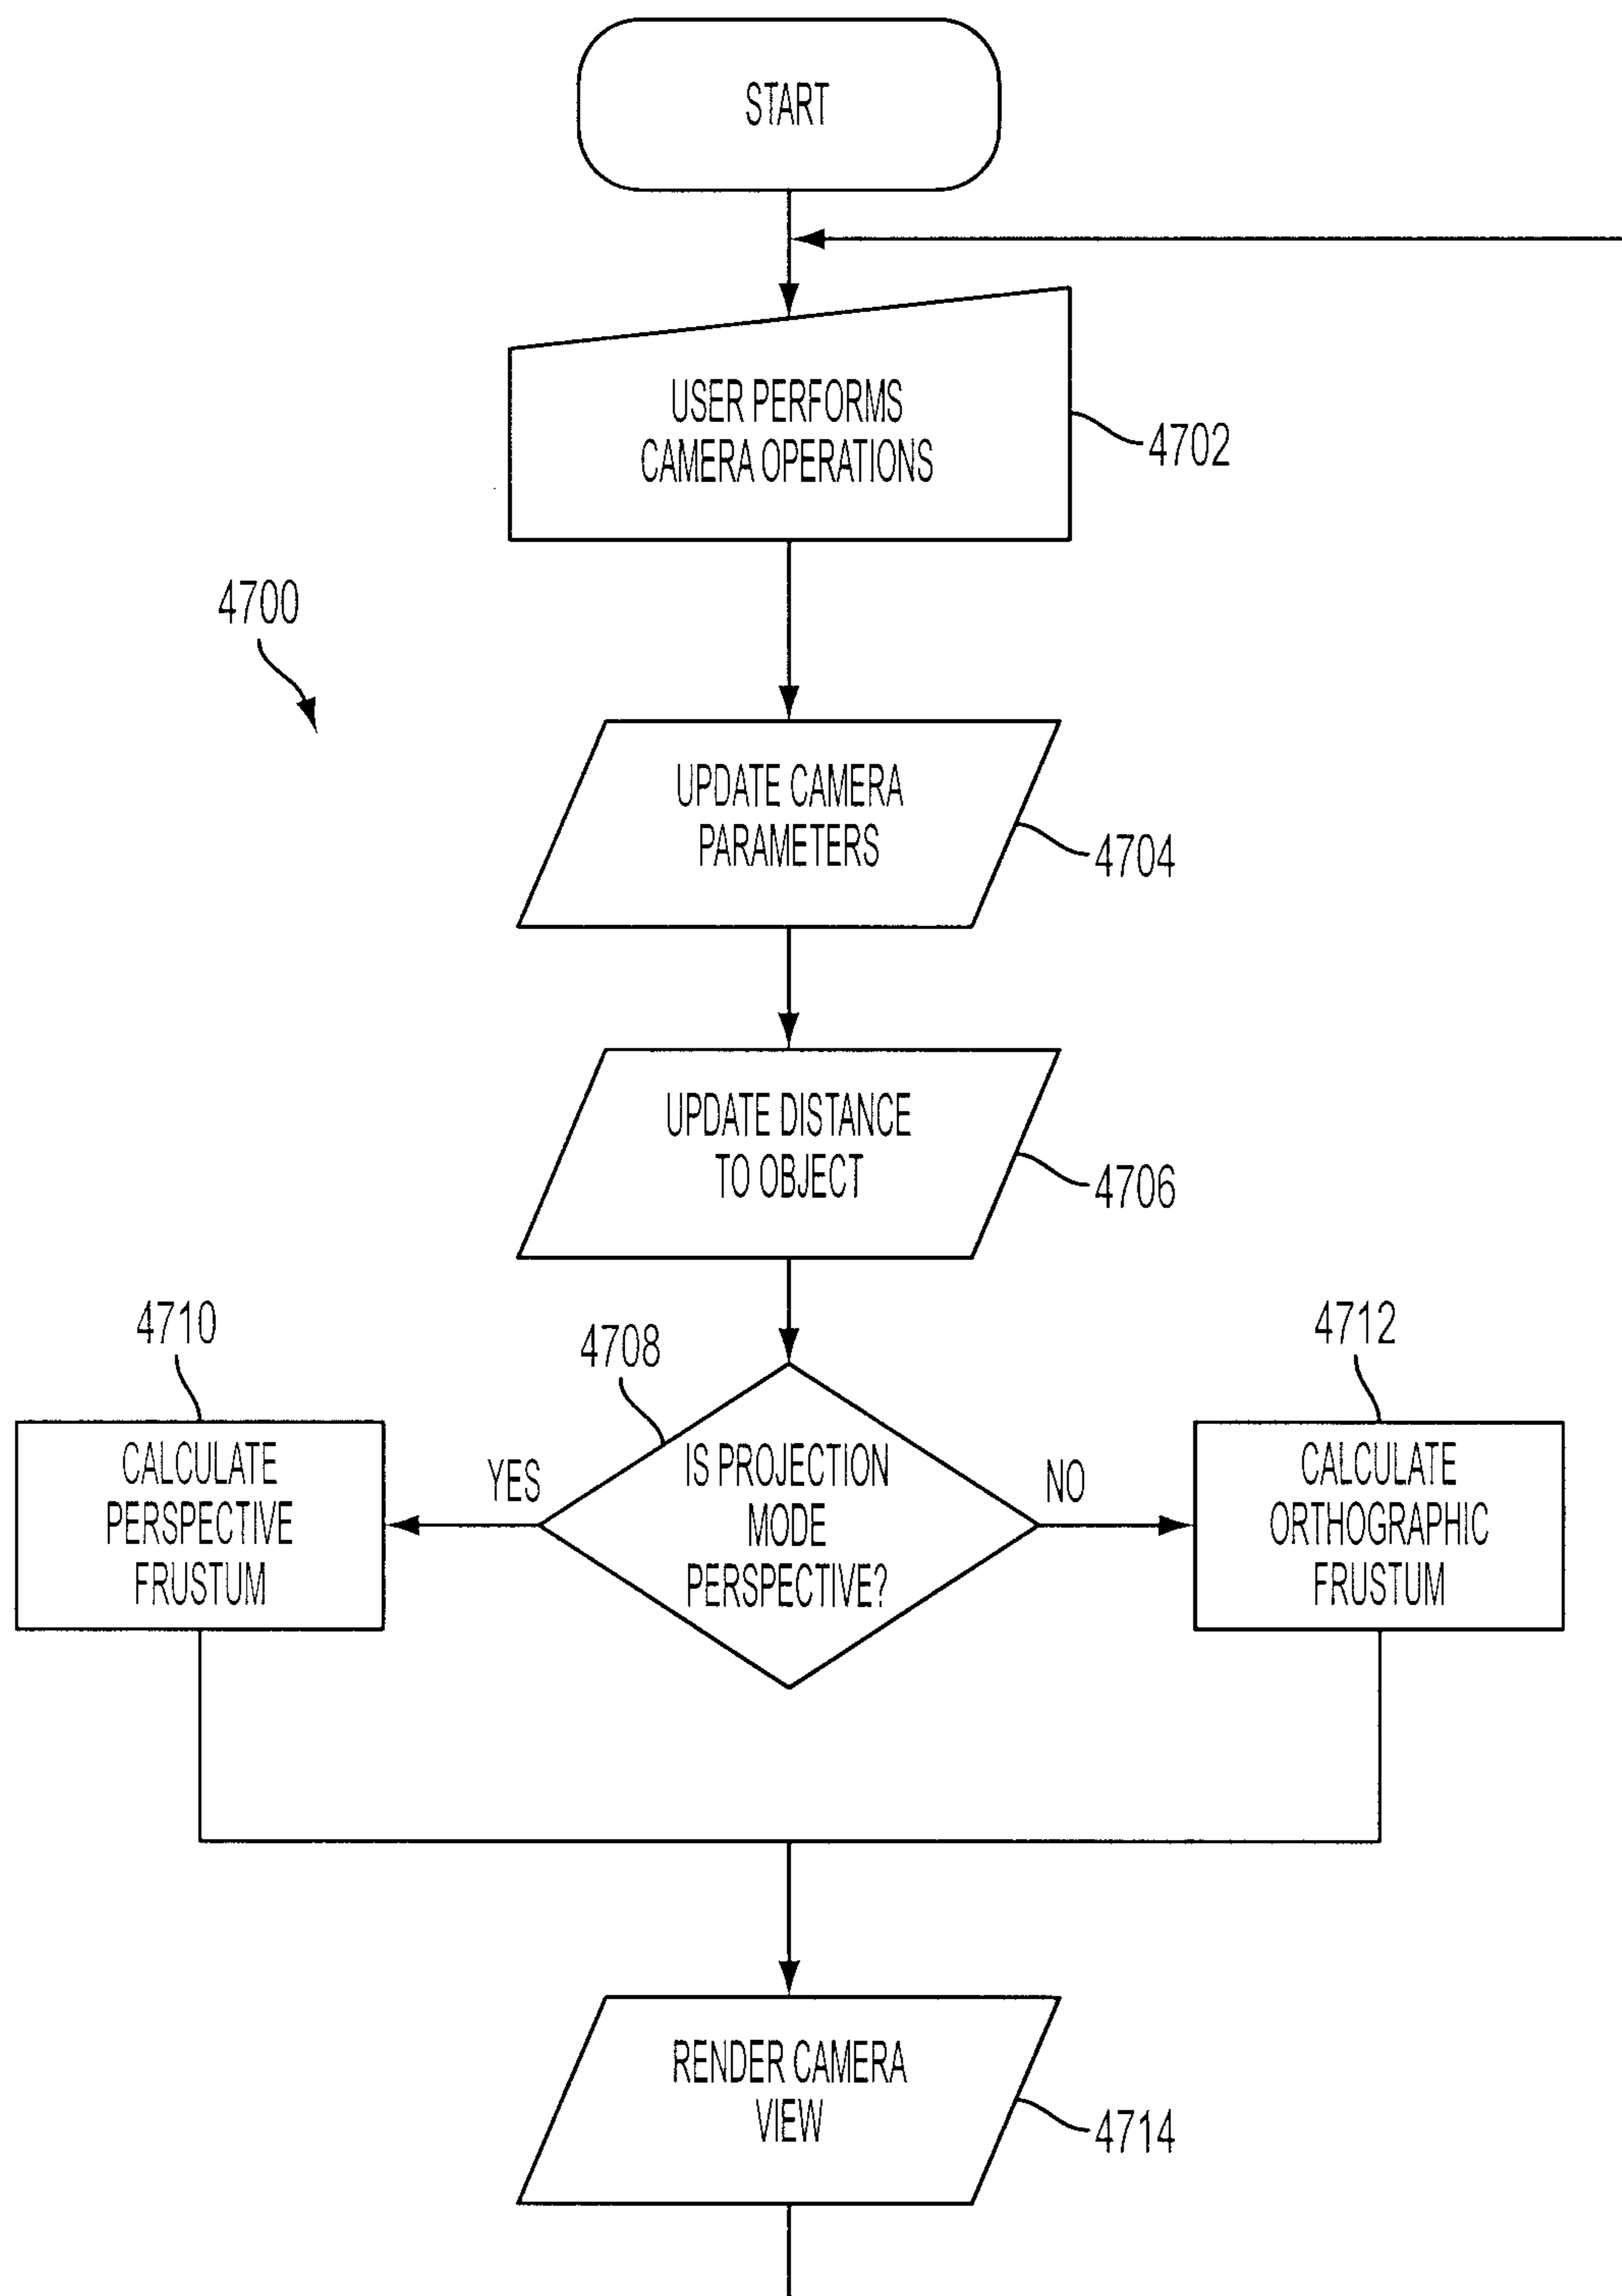 START
USER PERFORMS
CAMERA OPERATIONS
4702
4700
UPDATE CAMERA
PARAMETERS
4704
UPDATE DISTANCE
TO OBJECT
4706
4710
4708
4712
CALCULATE
PERSPECTIVE
FRUSTUM
YES
IS PROJECTION
MODE
PERSPECTIVE?
NO
CALCULATE
ORTHOGRAPHIC
FRUSTUM
RENDER CAMERA
VIEW
4714